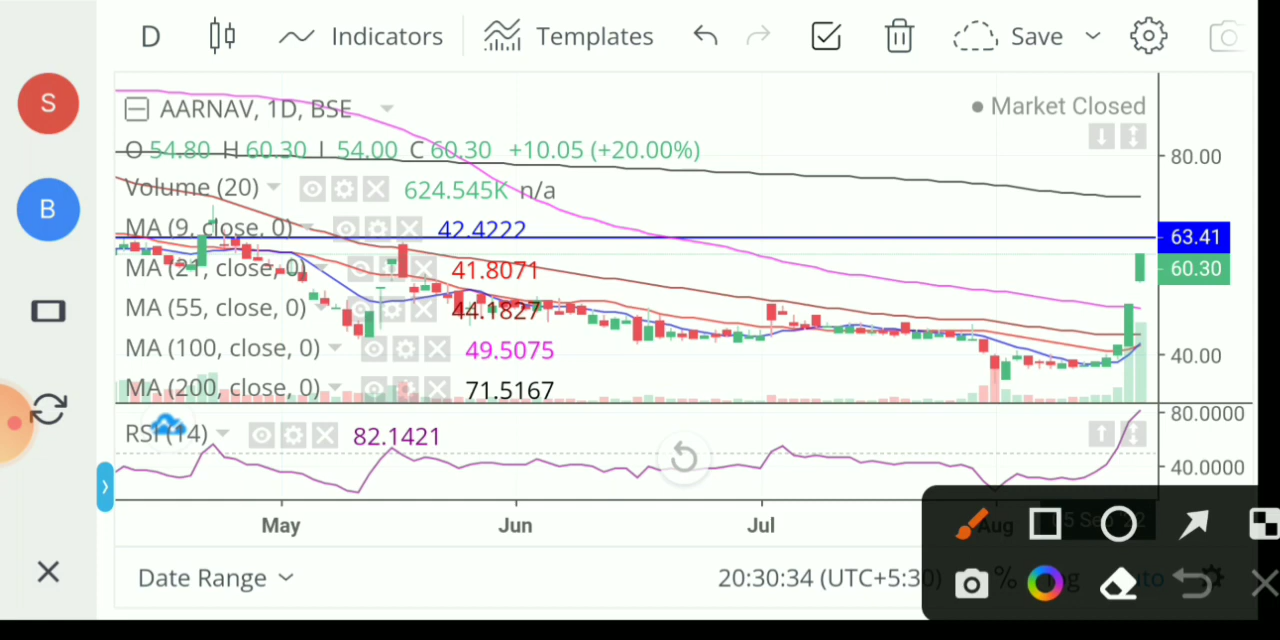 D Indicators Templates Save
S
AARNAV, 1D, BSE
Market Closed
O 54.80 H 60.30 L 54.00 C 60.30 +10.05 (+20.00%)
80.00
Volume (20) 624.545K n/a
B
MA (9, close, 0) 42.4222
63.41
MA (21, close, 0) 41.8071
60.30
MA (55, close, 0) 44.1827
MA (100, close, 0) 49.5075
40.00
MA (200, close, 0) 71.5167
80.0000
RSI (14) 82.1421
40.0000
May Jun Jul Aug 05 Sep '22
Date Range 20:30:34 (UTC+5:30) %